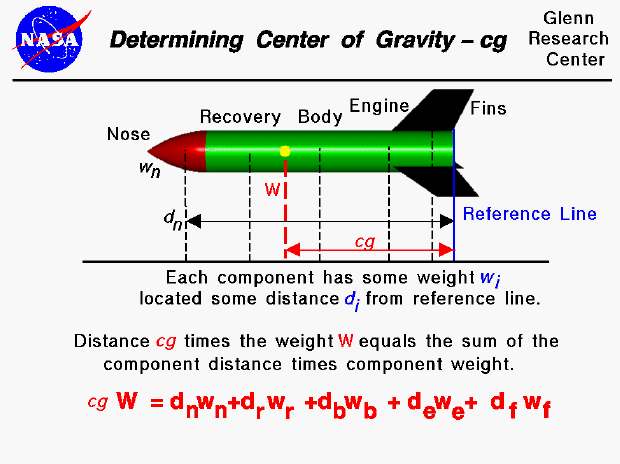 NASA
Determining Center of Gravity – cg
Glenn
Research
Center
Nose
Recovery
Body
Engine
Fins
wn
W
dn
Reference Line
cg
Each component has some weight wi
located some distance di from reference line.
Distance cg times the weight W equals the sum of the
component distance times component weight.
cg W = dnwn+drwr +dbwb + dewe+ dfwf